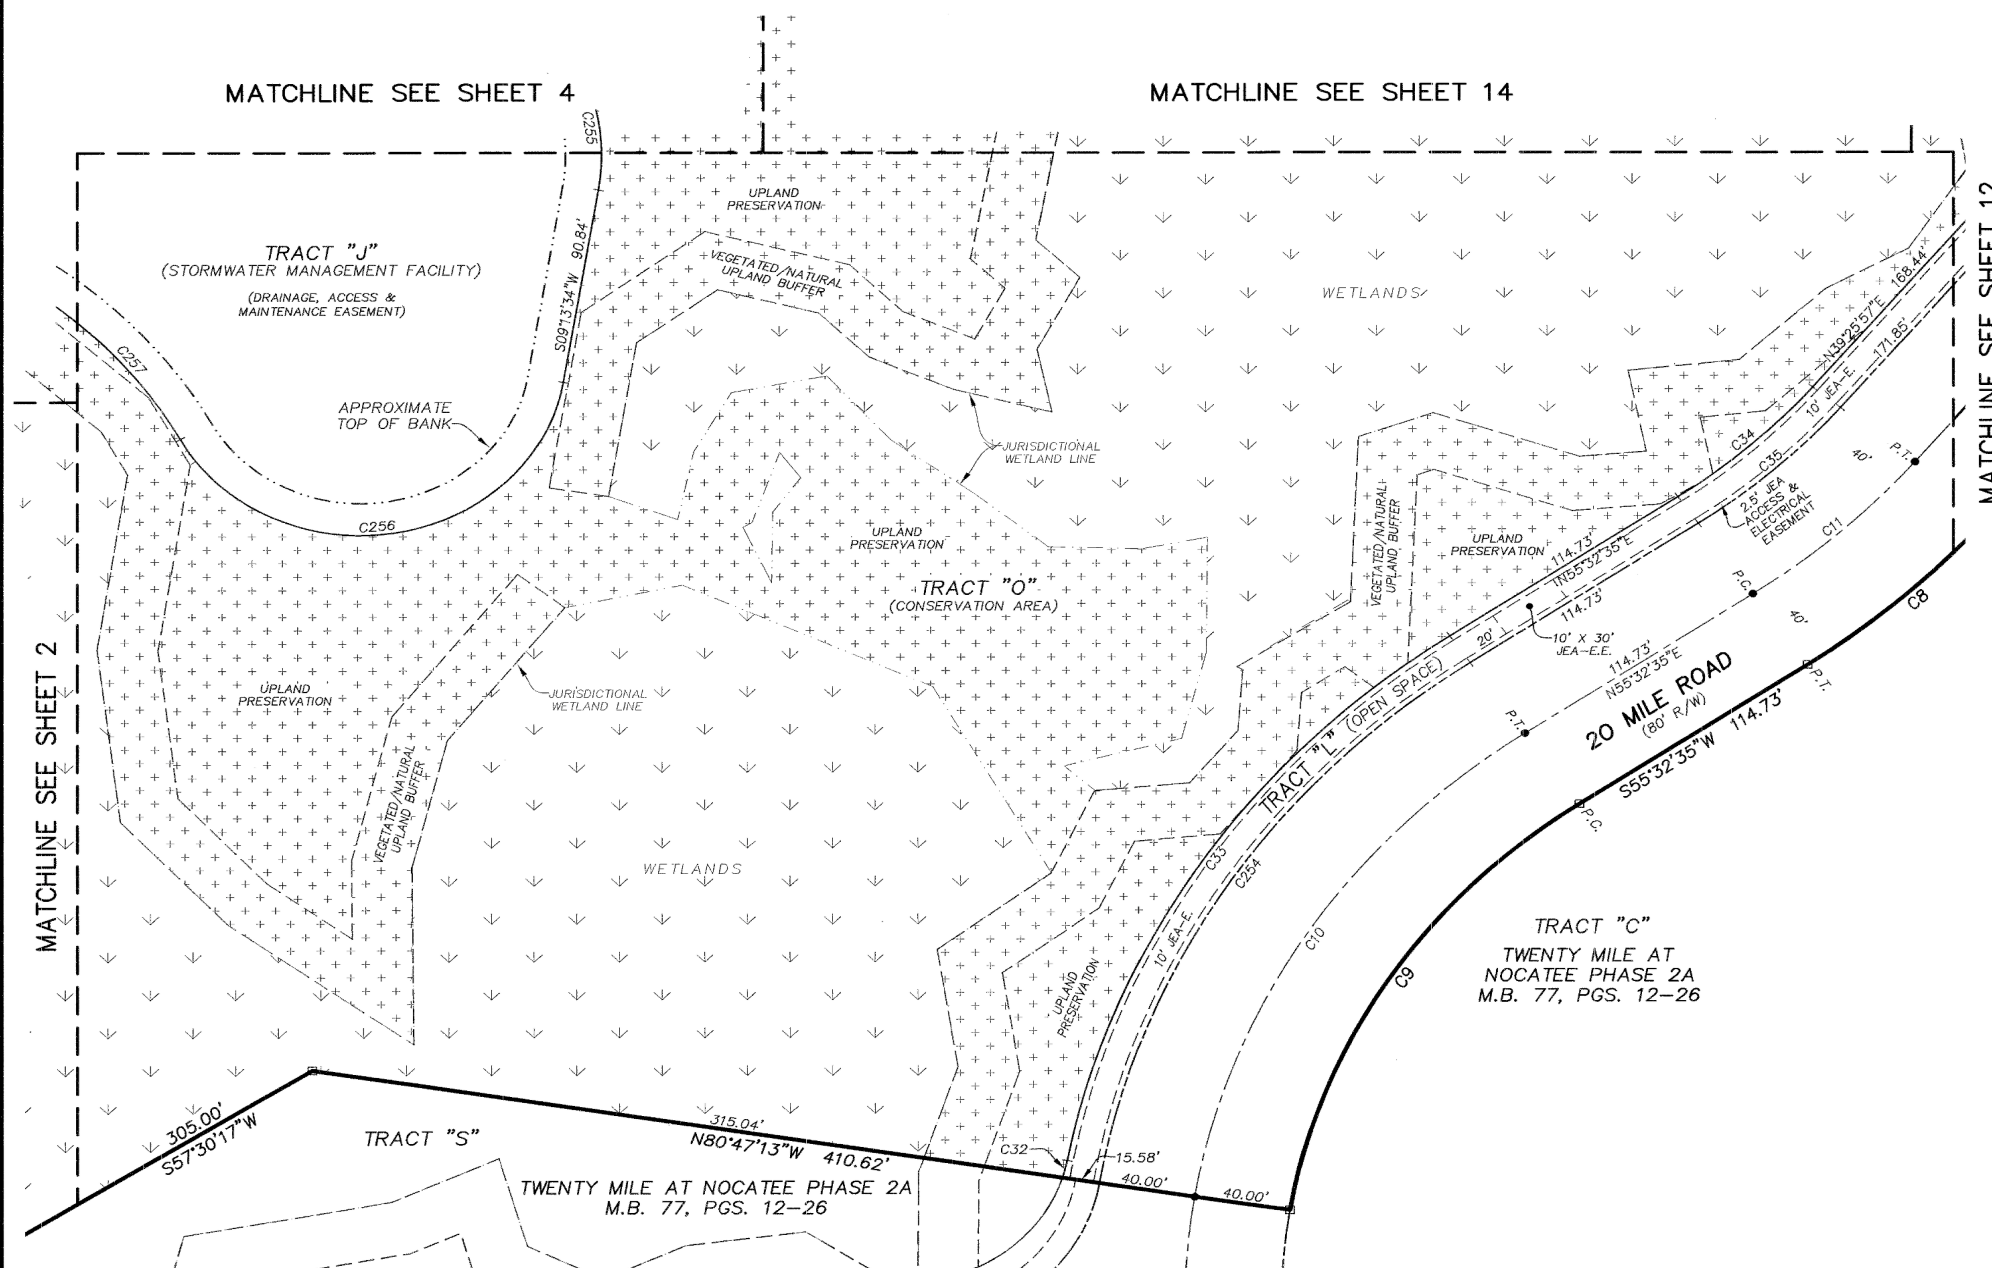 MATCHLINE SEE SHEET 4
MATCHLINE SEE SHEET 14
MATCHLINE SEE SHEET 12
MATCHLINE SEE SHEET 2
C255
TRACT "J"
(STORMWATER MANAGEMENT FACILITY)
(DRAINAGE, ACCESS &
MAINTENANCE EASEMENT)
S09°13'34"W 90.84'
C257
APPROXIMATE
TOP OF BANK
C256
UPLAND
PRESERVATION
VEGETATED/NATURAL
UPLAND BUFFER
JURISDICTIONAL
WETLAND LINE
WETLANDS
UPLAND
PRESERVATION
TRACT "O"
(CONSERVATION AREA)
UPLAND
PRESERVATION
JURISDICTIONAL
WETLAND LINE
VEGETATED/NATURAL
UPLAND BUFFER
WETLANDS
VEGETATED/NATURAL
UPLAND BUFFER
UPLAND
PRESERVATION
N39°25'57"E 168.44'
171.85'
10' JEA-E.
C34
C35
2.5' JEA
ACCESS &
ELECTRICAL
EASEMENT
40'
P.T.
C11
P.C.
40'
C8
114.73'
N55°32'35"E
114.73'
20'
10' X 30'
JEA-E.E.
114.73'
N55°32'35"E
20 MILE ROAD
(80' R/W)
P.T.
P.T.
S55°32'35"W 114.73'
P.C.
TRACT "L" (OPEN SPACE)
C33
C254
10' JEA-E.
C10
C9
UPLAND
PRESERVATION
TRACT "C"
TWENTY MILE AT
NOCATEE PHASE 2A
M.B. 77, PGS. 12-26
305.00'
S57°30'17"W
TRACT "S"
315.04'
N80°47'13"W 410.62'
C32
15.58'
40.00'
40.00'
TWENTY MILE AT NOCATEE PHASE 2A
M.B. 77, PGS. 12-26